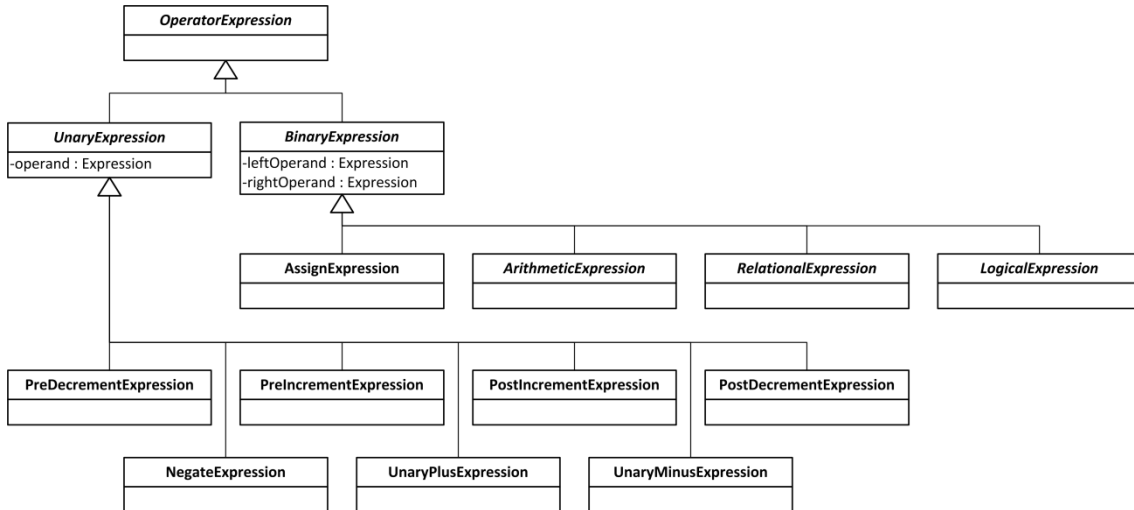 OperatorExpression
UnaryExpression
-operand : Expression
BinaryExpression
-leftOperand : Expression
-rightOperand : Expression
AssignExpression
ArithmeticExpression
RelationalExpression
LogicalExpression
PreDecrementExpression
PreIncrementExpression
PostIncrementExpression
PostDecrementExpression
NegateExpression
UnaryPlusExpression
UnaryMinusExpression